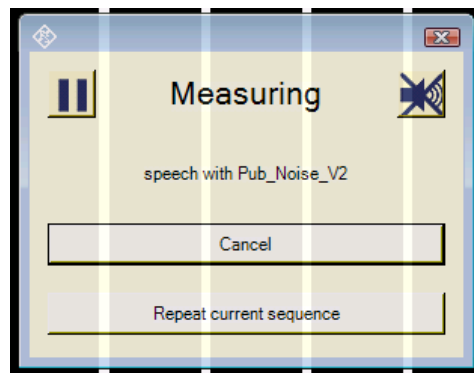 Measuring
speech with Pub_Noise_V2
Cancel
Repeat current sequence